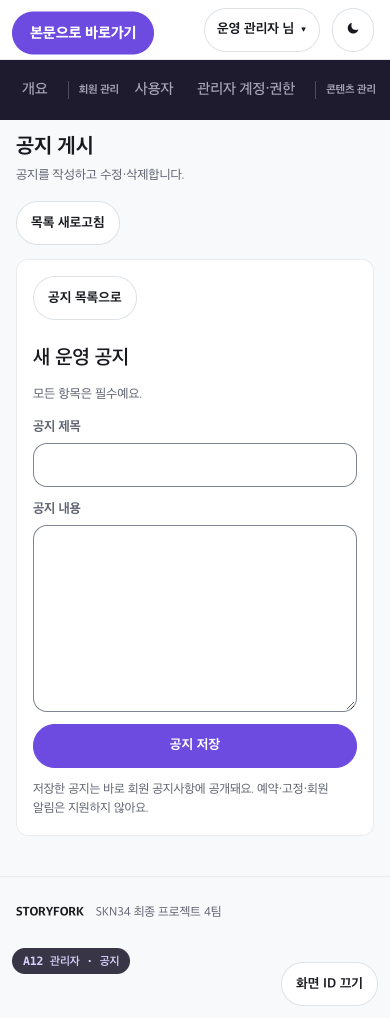 본문으로 바로가기
운영 관리자 님 ▾
개요 회원 관리 사용자 관리자 계정·권한 콘텐츠 관리
공지 게시
공지를 작성하고 수정·삭제합니다.
목록 새로고침
공지 목록으로
새 운영 공지
모든 항목은 필수예요.
공지 제목
공지 내용
공지 저장
저장한 공지는 바로 회원 공지사항에 공개돼요. 예약·고정·회원
알림은 지원하지 않아요.
STORYFORK SKN34 최종 프로젝트 4팀
A12 관리자 · 공지
화면 ID 끄기